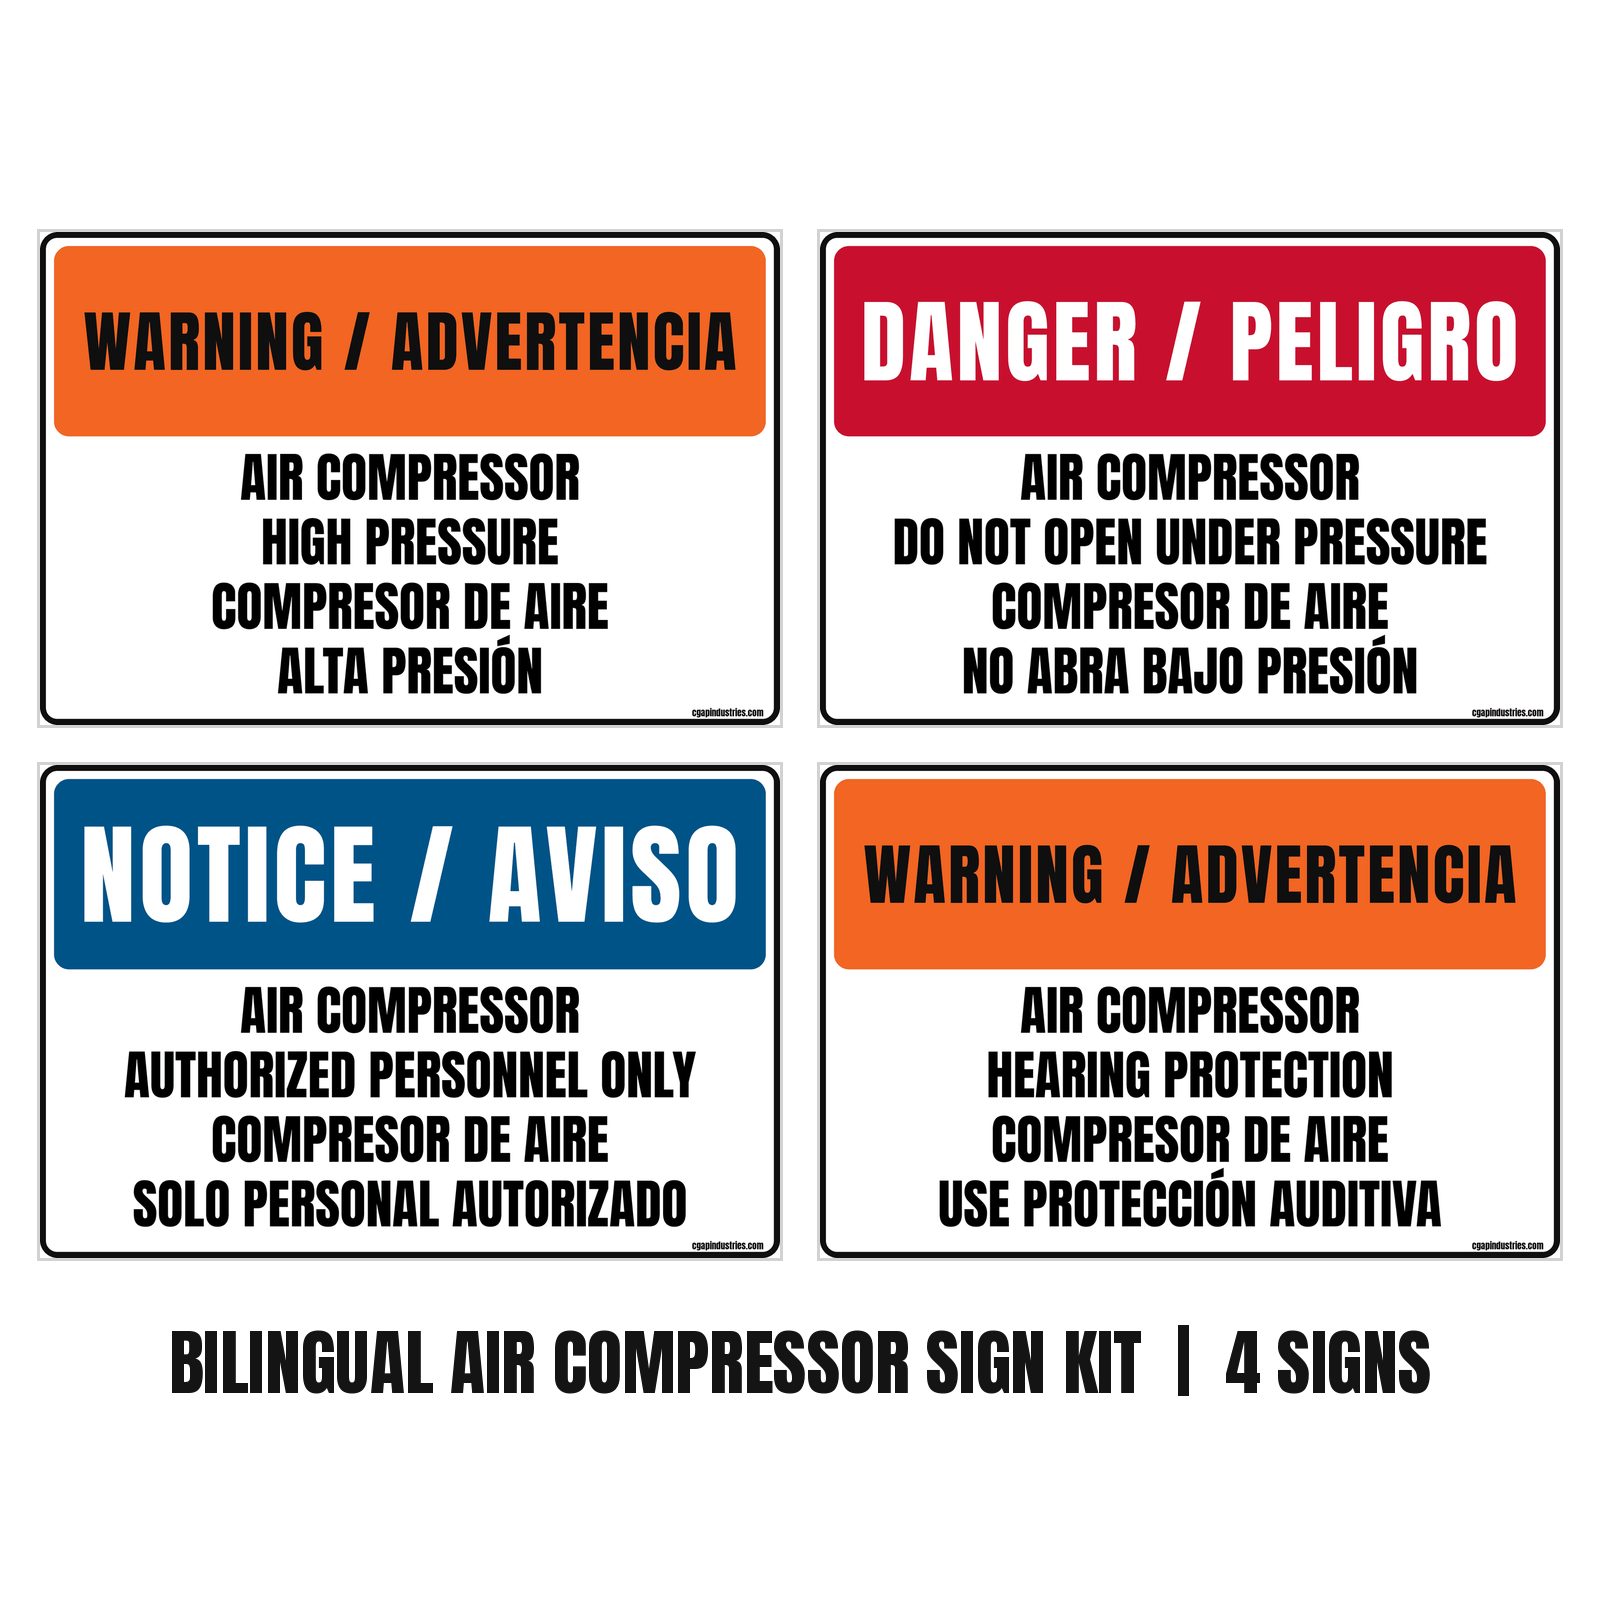 WARNING / ADVERTENCIA
AIR COMPRESSOR
HIGH PRESSURE
COMPRESOR DE AIRE
ALTA PRESIÓN
cgapindustries.com
DANGER / PELIGRO
AIR COMPRESSOR
DO NOT OPEN UNDER PRESSURE
COMPRESOR DE AIRE
NO ABRA BAJO PRESIÓN
cgapindustries.com
NOTICE / AVISO
AIR COMPRESSOR
AUTHORIZED PERSONNEL ONLY
COMPRESOR DE AIRE
SOLO PERSONAL AUTORIZADO
cgapindustries.com
WARNING / ADVERTENCIA
AIR COMPRESSOR
HEARING PROTECTION
COMPRESOR DE AIRE
USE PROTECCIÓN AUDITIVA
cgapindustries.com
BILINGUAL AIR COMPRESSOR SIGN KIT | 4 SIGNS